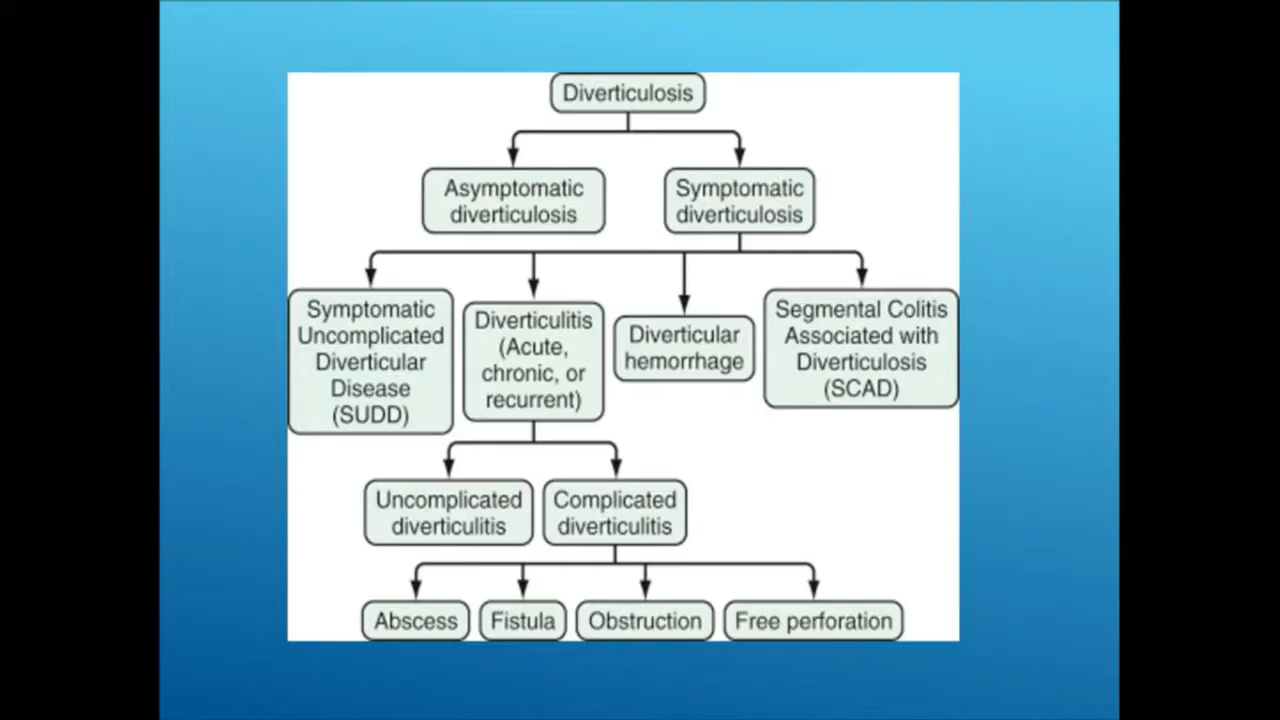 Diverticulosis
Asymptomatic
diverticulosis
Symptomatic
diverticulosis
Symptomatic
Uncomplicated
Diverticular
Disease
(SUDD)
Diverticulitis
(Acute,
chronic, or
recurrent)
Diverticular
hemorrhage
Segmental Colitis
Associated with
Diverticulosis
(SCAD)
Uncomplicated
diverticulitis
Complicated
diverticulitis
Abscess
Fistula
Obstruction
Free perforation